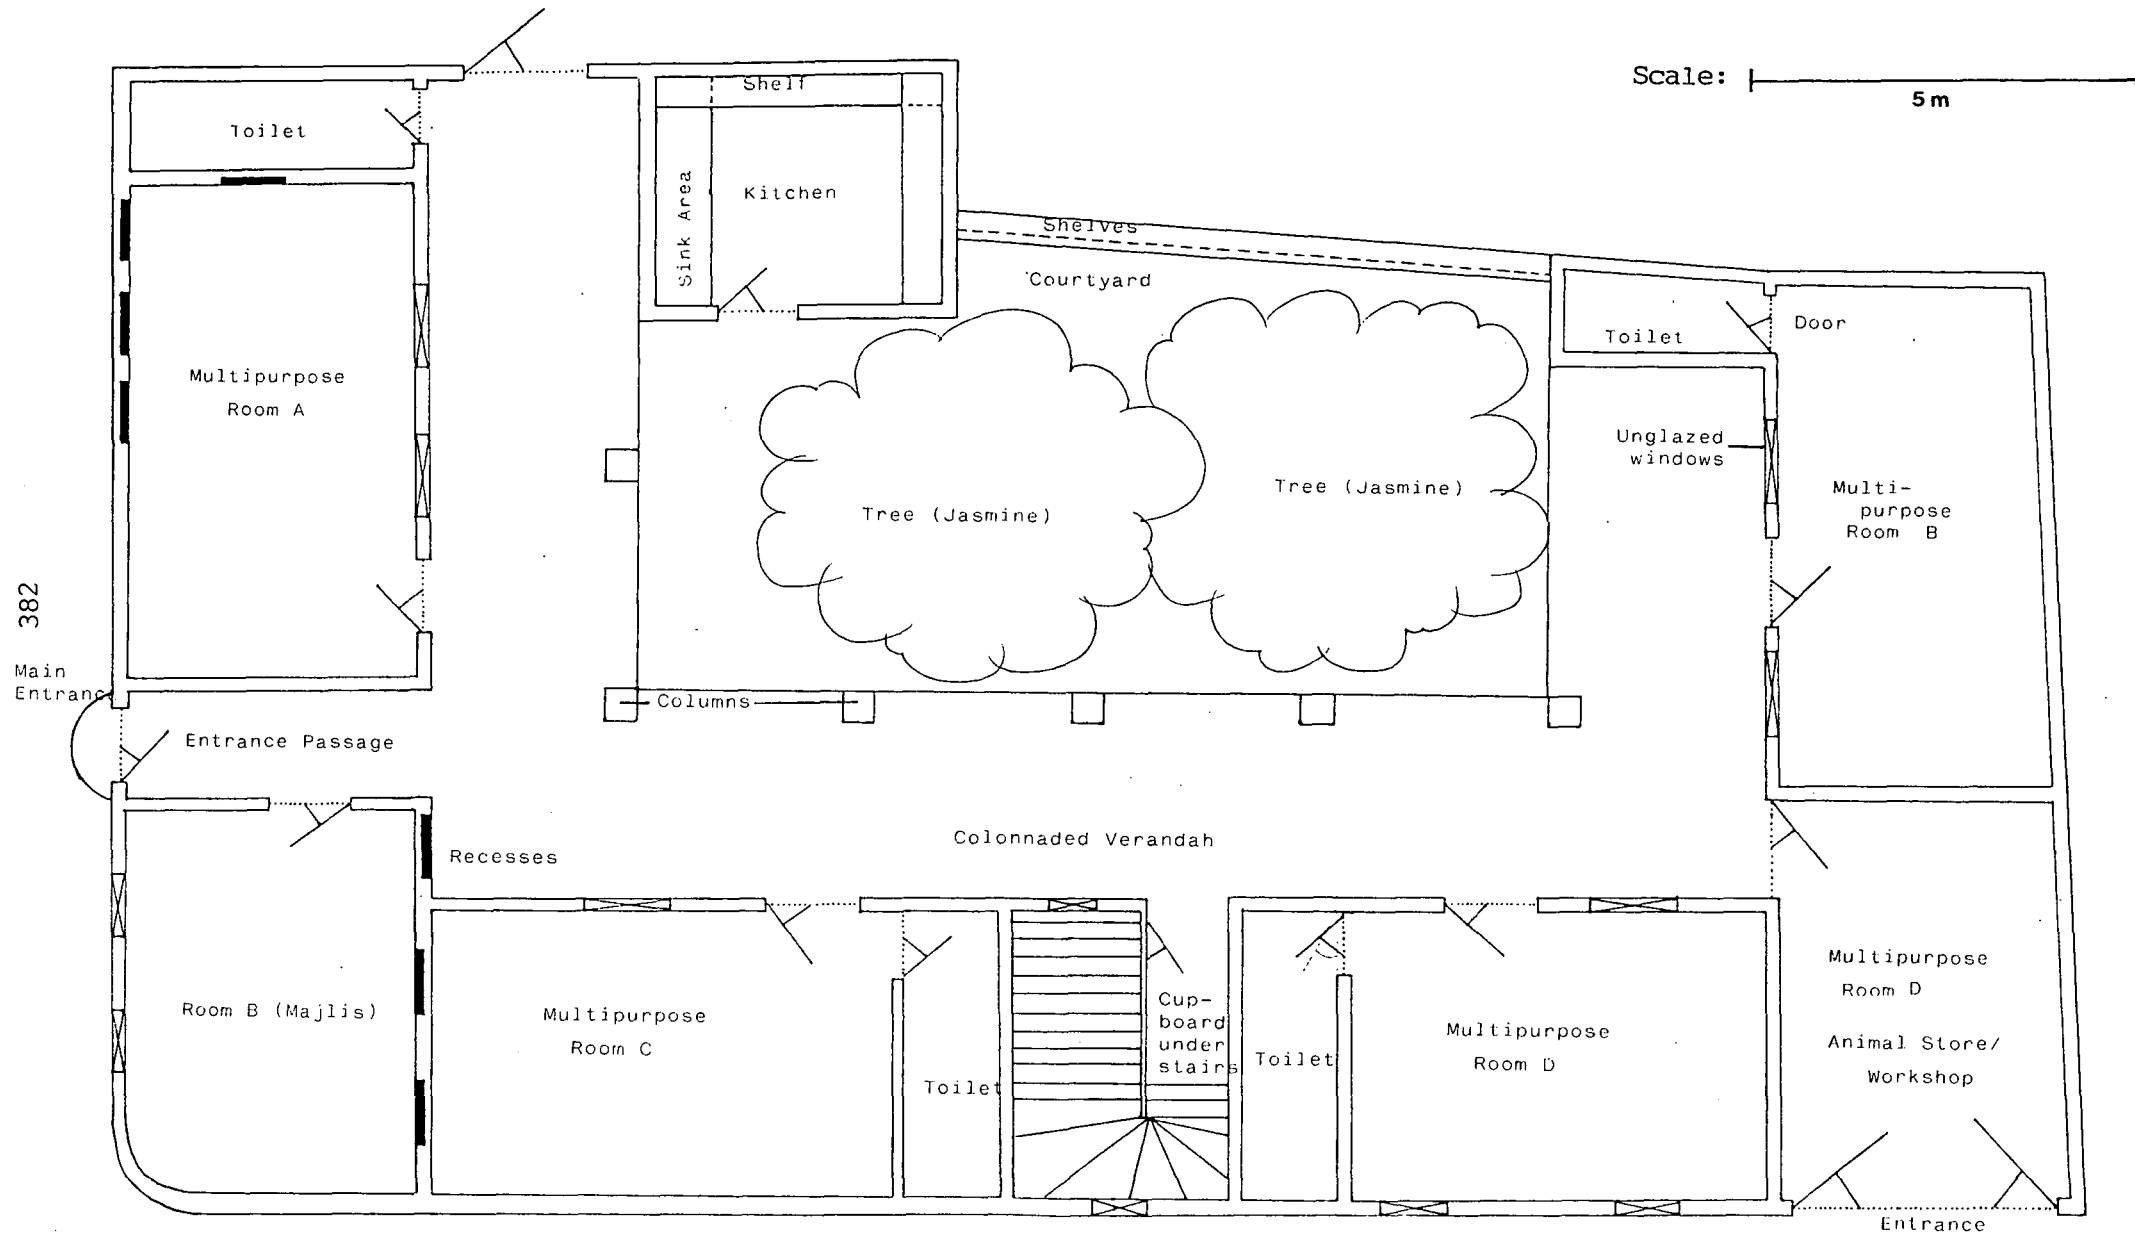 Scale:
5 m
Shelf
Toilet
Kitchen
Sink Area
Shelves
Courtyard
Toilet
Door
Multipurpose
Room A
Unglazed
windows
Tree (Jasmine)
Tree (Jasmine)
Multi-
purpose
Room B
382
Main
Entranc
Columns
Entrance Passage
Colonnaded Verandah
Recesses
Room B (Majlis)
Multipurpose
Room C
Toilet
Cup-
board
under
stairs
Toilet
Multipurpose
Room D
Multipurpose
Room D
Animal Store/
Workshop
Entrance